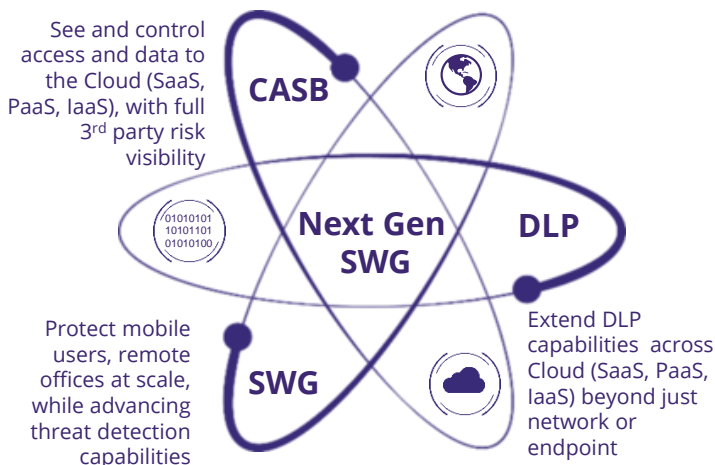 See and control
access and data to
the Cloud (SaaS,
PaaS, IaaS), with full
3rd party risk
visibility
CASB
01010101
10101101
01010100
Next Gen
SWG
DLP
Protect mobile
users, remote
offices at scale,
while advancing
threat detection
capabilities
SWG
Extend DLP
capabilities across
Cloud (SaaS, PaaS,
IaaS) beyond just
network or
endpoint